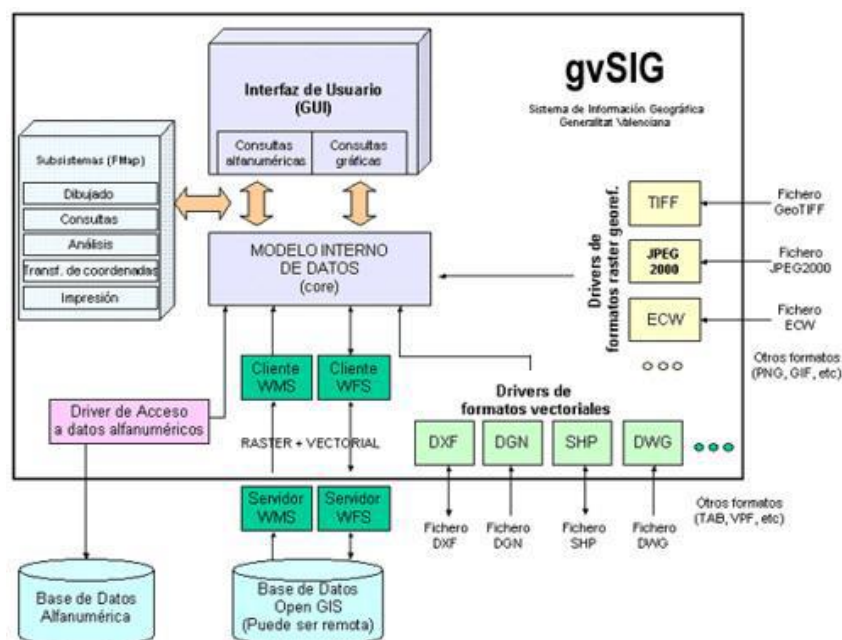 gvSIG
Sistema de Información Geográfica
Generalitat Valenciana
Interfaz de Usuario
(GUI)
Consultas
alfanuméricas
Consultas
gráficas
Subsistemas (FMap)
Dibujado
Consultas
Análisis
Transf. de coordenadas
Impresión
MODELO INTERNO
DE DATOS
(core)
Drivers de
formatos raster georef.
TIFF
JPEG
2000
ECW
Fichero
GeoTIFF
Fichero
JPEG2000
Fichero
ECW
Otros formatos
(PNG, GIF, etc)
Cliente
WMS
Cliente
WFS
Drivers de
formatos vectoriales
Driver de Acceso
a datos alfanuméricos
RASTER + VECTORIAL
DXF
DGN
SHP
DWG
Servidor
WMS
Servidor
WFS
Fichero
DXF
Fichero
DGN
Fichero
SHP
Fichero
DWG
Otros formatos
(TAB, VPF, etc)
Base de Datos
Alfanumérica
Base de Datos
Open GIS
(Puede ser remota)